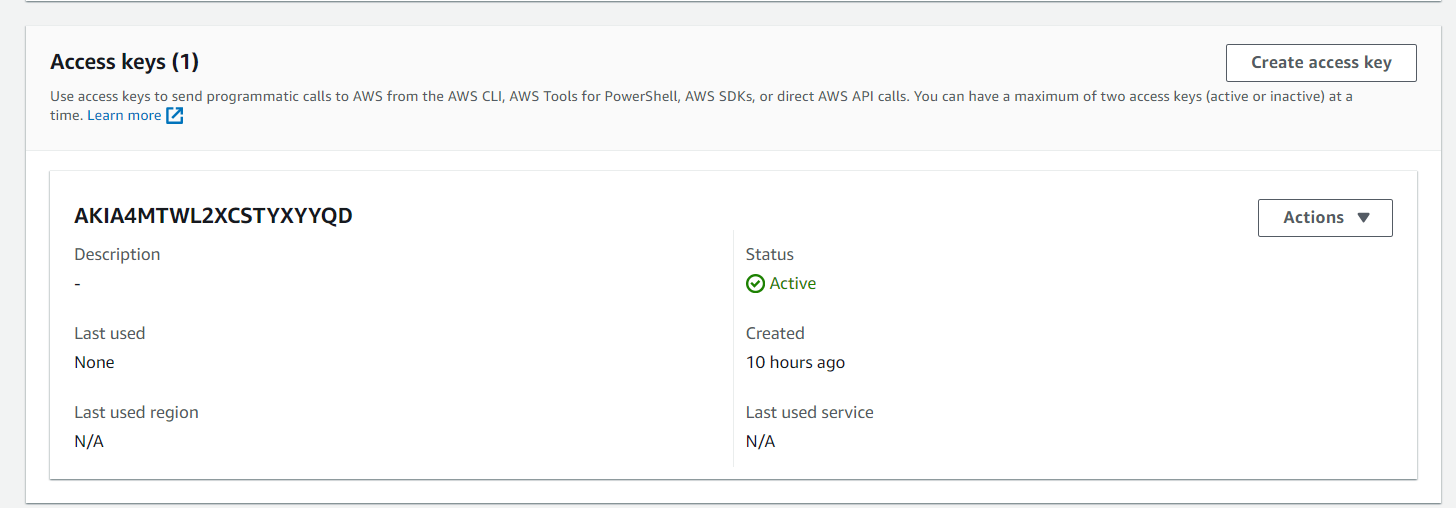 Access keys (1)
Create access key
Use access keys to send programmatic calls to AWS from the AWS CLI, AWS Tools for PowerShell, AWS SDKs, or direct AWS API calls. You can have a maximum of two access keys (active or inactive) at a
time. Learn more
AKIA4MTWL2XCSTYXYYQD
Actions
Description
-
Status
Active
Last used
None
Created
10 hours ago
Last used region
N/A
Last used service
N/A